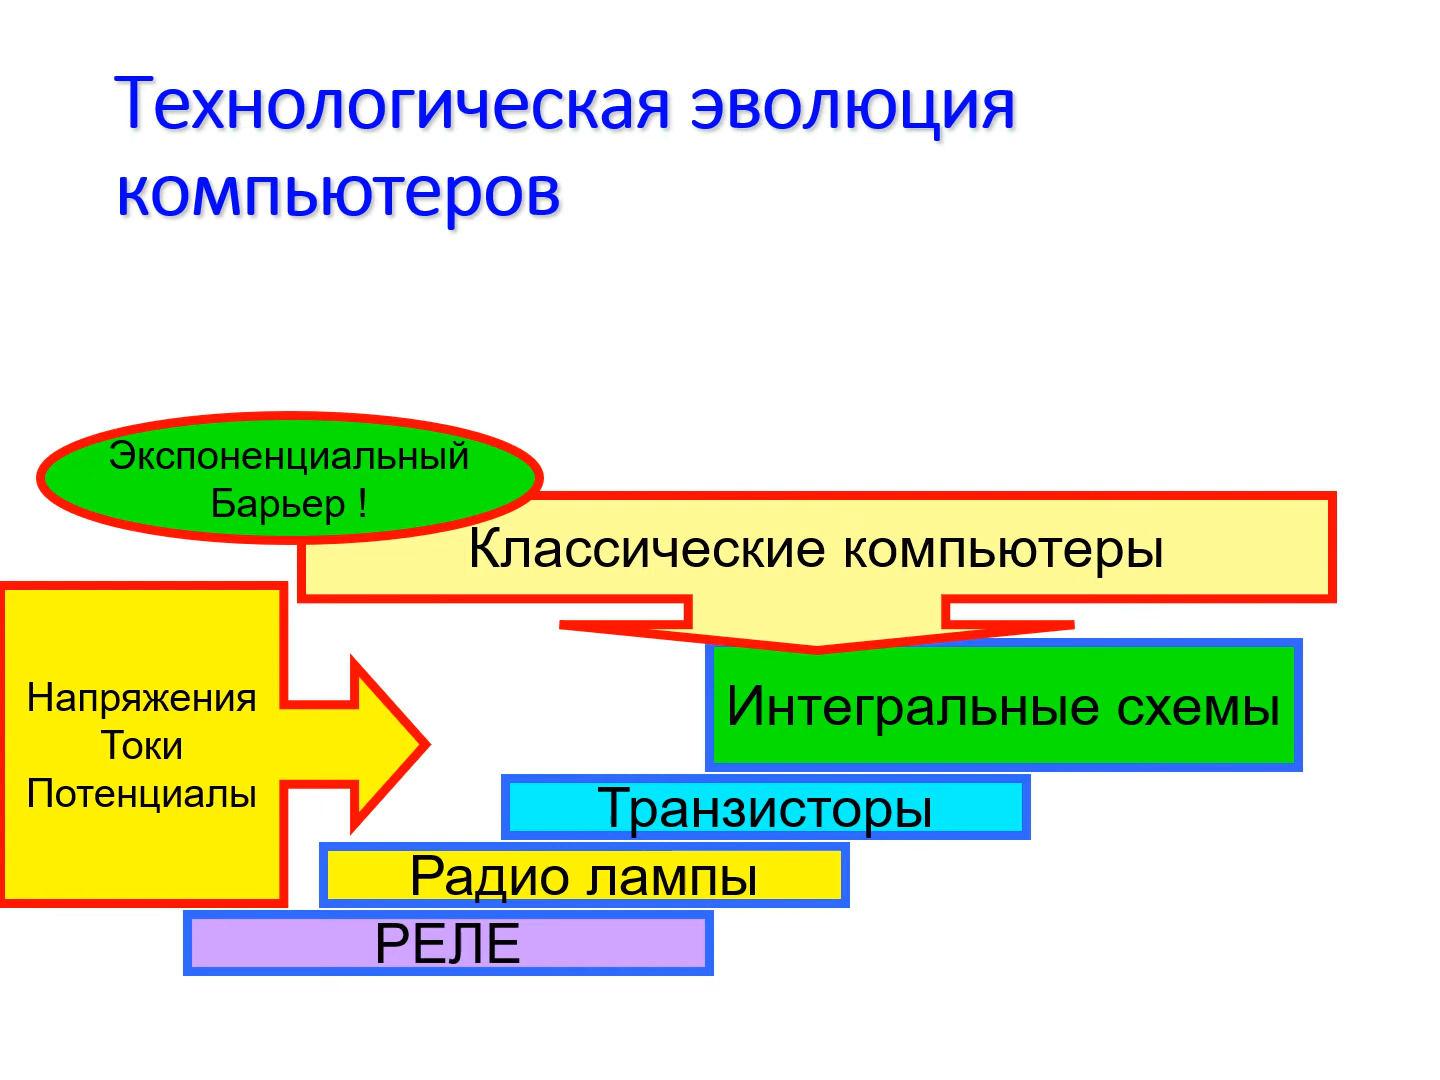 Технологическая эволюция
компьютеров
Экспоненциальный
Барьер !
Классические компьютеры
Напряжения
Токи
Потенциалы
Интегральные схемы
Транзисторы
Радио лампы
РЕЛЕ